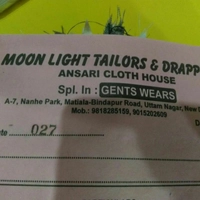 MOON LIGHT TAILORS & DRAPP
ANSARI CLOTH HOUSE
Spl. In : GENTS WEARS
A-7, Nanhe Park, Matiala-Bindapur Road, Uttam Nagar, New D
Mob.: 9018285159, 9015202609
027